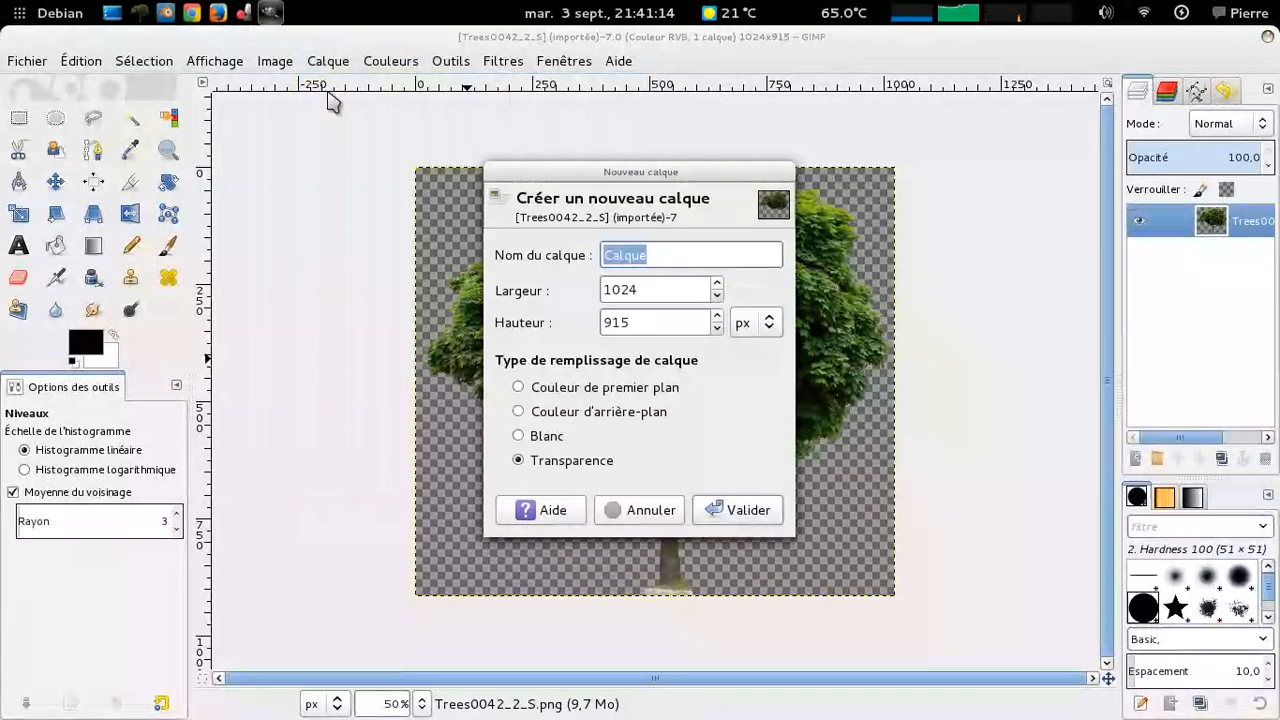 Debian mar. 3 sept., 21:41:14 21 °C 65.0°C Pierre
[Trees0042_2_S] (importée)-7.0 (Couleur RVB, 1 calque) 1024x915 – GIMP
Fichier Édition Sélection Affichage Image Calque Couleurs Outils Filtres Fenêtres Aide
-250 0 250 500 750 1000 1250
Mode : Normal
Opacité 100,0
Verrouiller :
Trees00
Nouveau calque
Créer un nouveau calque
[Trees0042_2_S] (importée)-7
Nom du calque : Calque
Largeur : 1024
Hauteur : 915 px
Type de remplissage de calque
Couleur de premier plan
Couleur d'arrière-plan
Blanc
Transparence
Aide Annuler Valider
0
250
500
750
100
Options des outils
Niveaux
Échelle de l'histogramme
Histogramme linéaire
Histogramme logarithmique
Moyenne du voisinage
Rayon 3
filtre
2. Hardness 100 (51 × 51)
Basic,
Espacement 10,0
px 50% Trees0042_2_S.png (9,7 Mo)